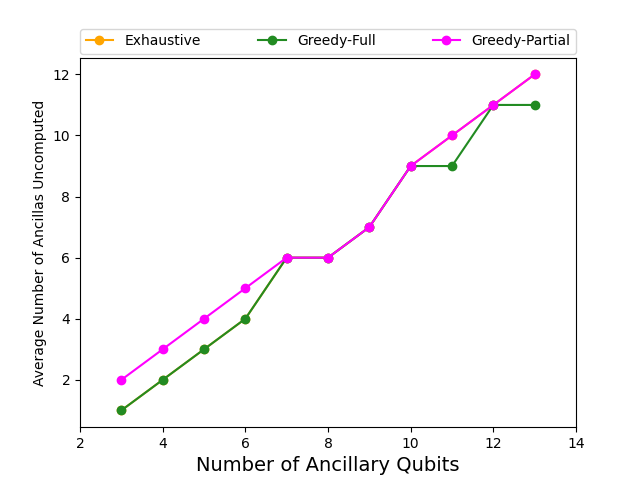 Exhaustive Greedy-Full Greedy-Partial
12
10
8
6
4
2
Average Number of Ancillas Uncomputed
2 4 6 8 10 12 14
Number of Ancillary Qubits